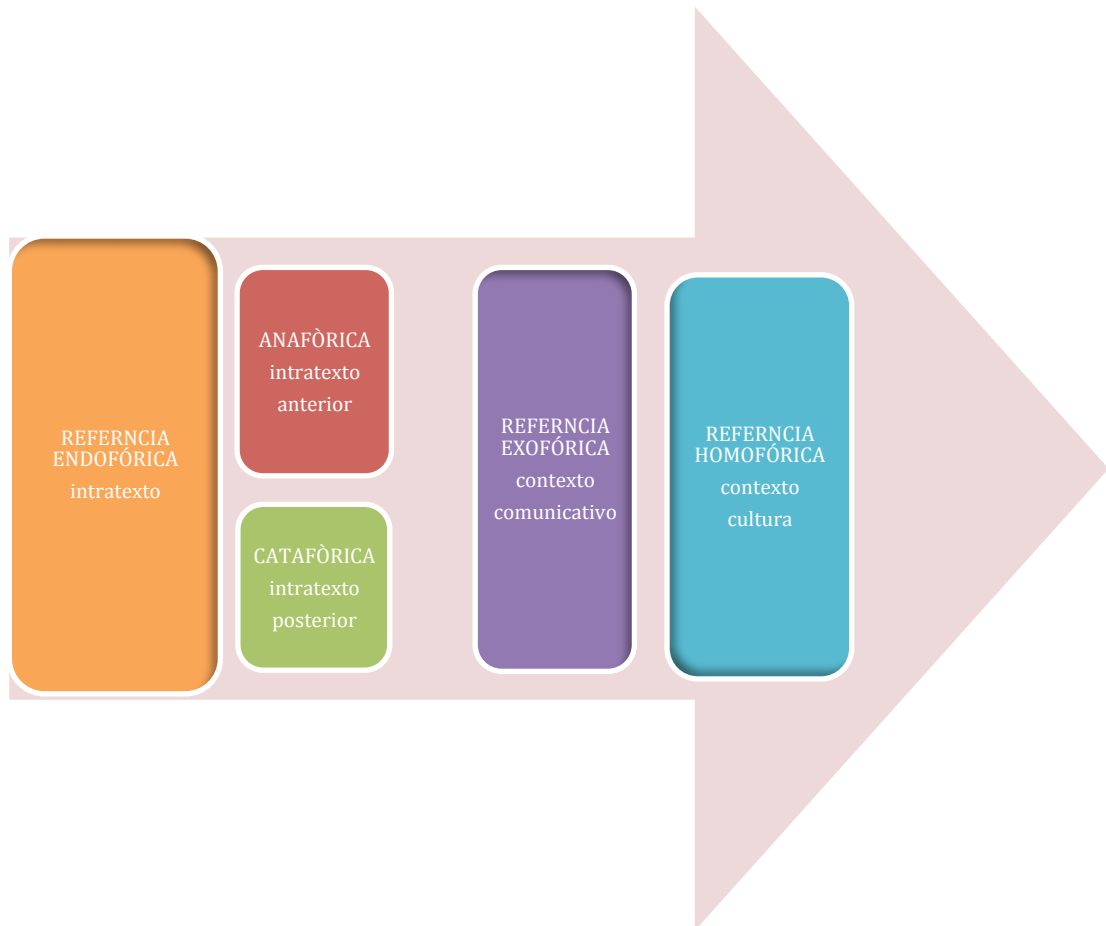 REFERNCIA
ENDOFÓRICA
intratexto
ANAFÒRICA
intratexto
anterior
CATAFÒRICA
intratexto
posterior
REFERNCIA
EXOFÓRICA
contexto
comunicativo
REFERNCIA
HOMOFÓRICA
contexto
cultura